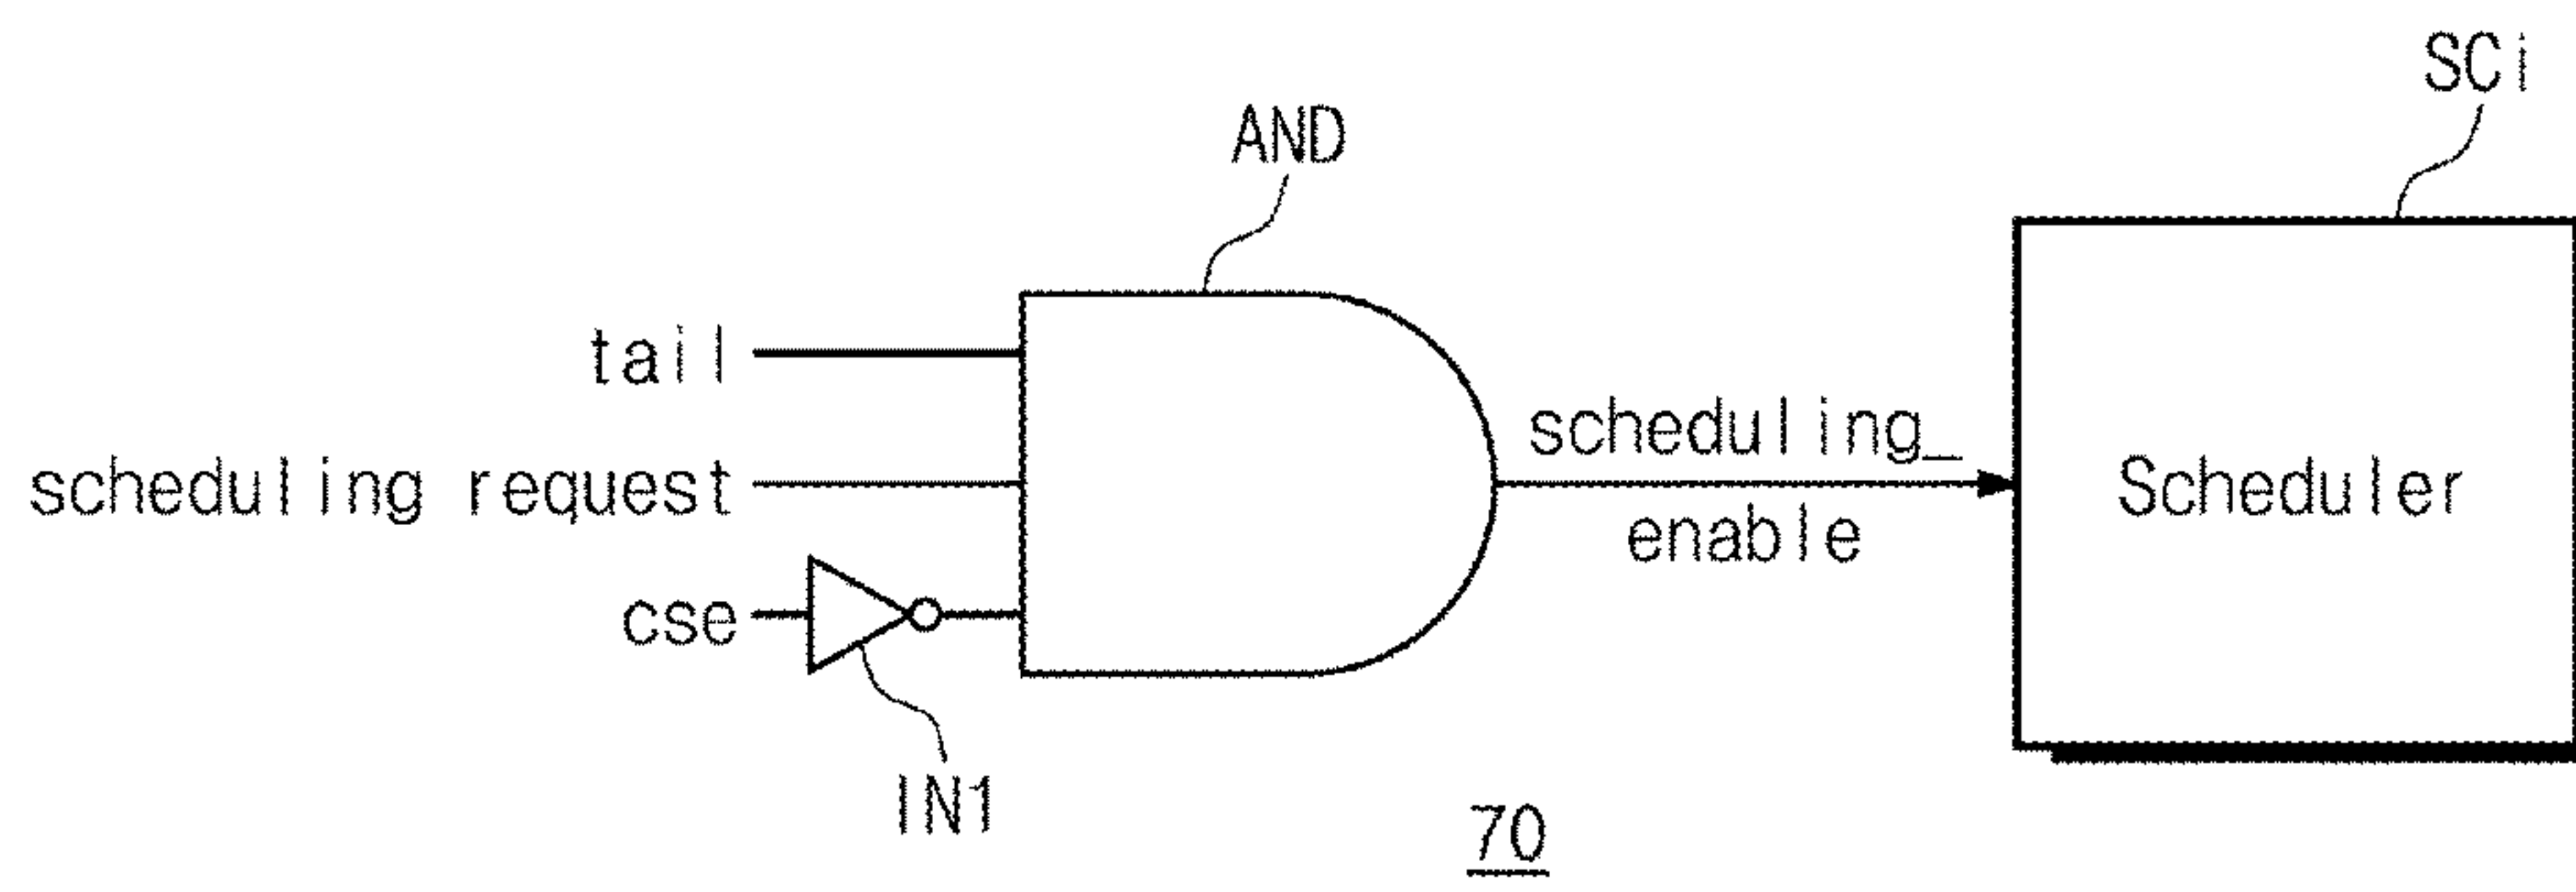 SCi
AND
tail
scheduling_
scheduling request
Scheduler
enable
cse
IN1
70